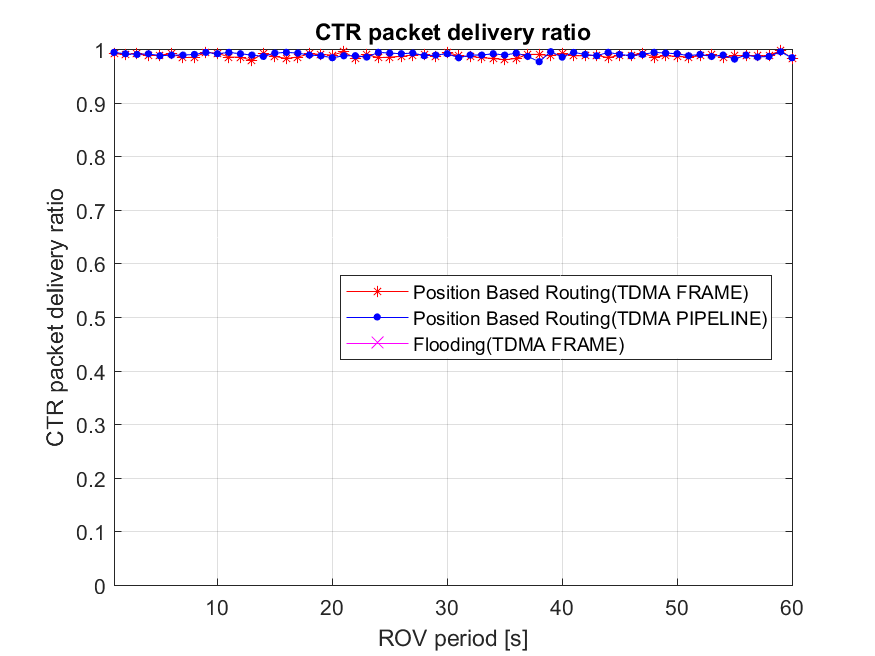 CTR packet delivery ratio
CTR packet delivery ratio
1
0.9
0.8
0.7
0.6
0.5
0.4
0.3
0.2
0.1
0
Position Based Routing(TDMA FRAME)
Position Based Routing(TDMA PIPELINE)
Flooding(TDMA FRAME)
10 20 30 40 50 60
ROV period [s]